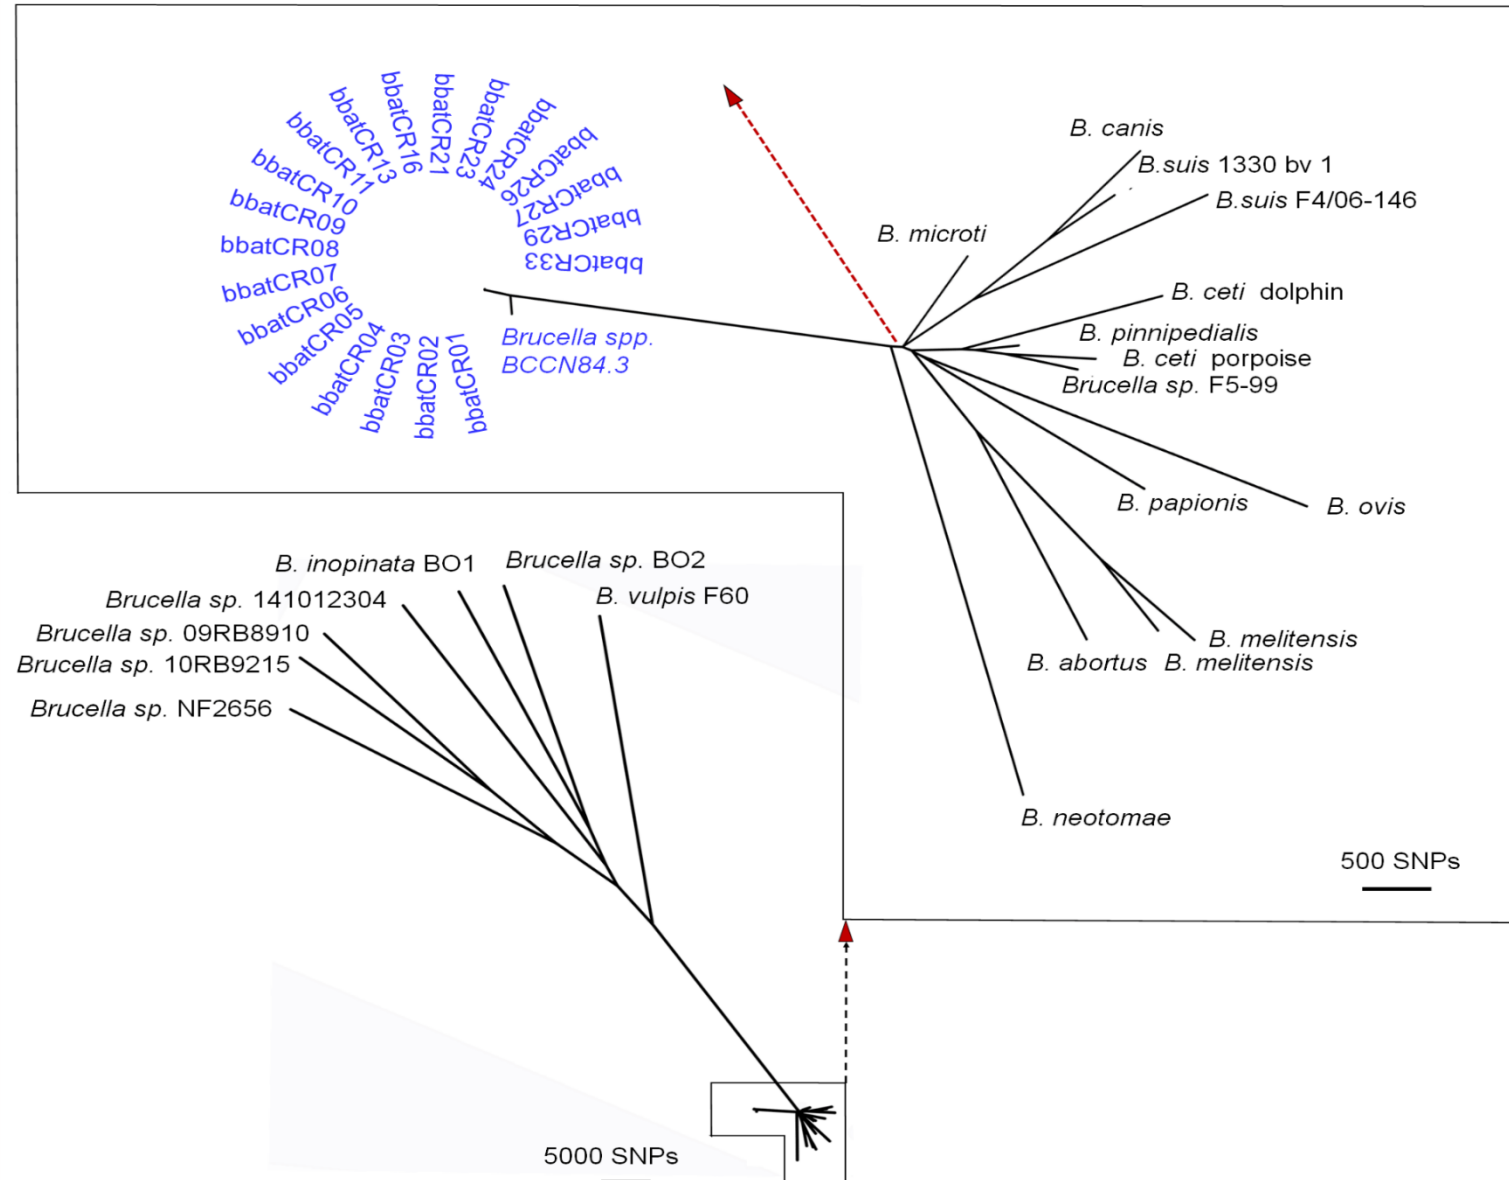 bbatCR01
bbatCR02
bbatCR03
bbatCR04
bbatCR05
bbatCR06
bbatCR07
bbatCR08
bbatCR09
bbatCR10
bbatCR11
bbatCR13
bbatCR16
bbatCR21
bbatCR23
bbatCR24
bbatCR26
bbatCR27
bbatCR29
bbatCR33
Brucella spp.
BCCN84.3
B. canis
B.suis 1330 bv 1
B.suis F4/06-146
B. microti
B. ceti dolphin
B. pinnipedialis
B. ceti porpoise
Brucella sp. F5-99
B. papionis
B. ovis
B. melitensis
B. abortus
B. melitensis
B. neotomae
500 SNPs
Brucella sp. BO2
B. inopinata BO1
B. vulpis F60
Brucella sp. 141012304
Brucella sp. 09RB8910
Brucella sp. 10RB9215
Brucella sp. NF2656
5000 SNPs